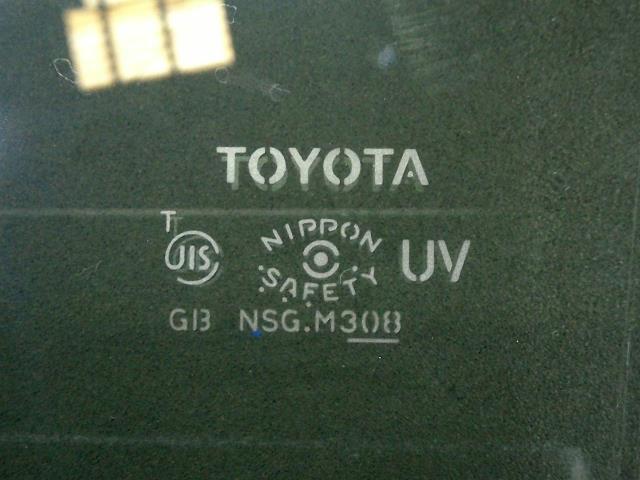 TOYOTA
T
JIS NIPPON SAFETY UV
GB NSG.M308